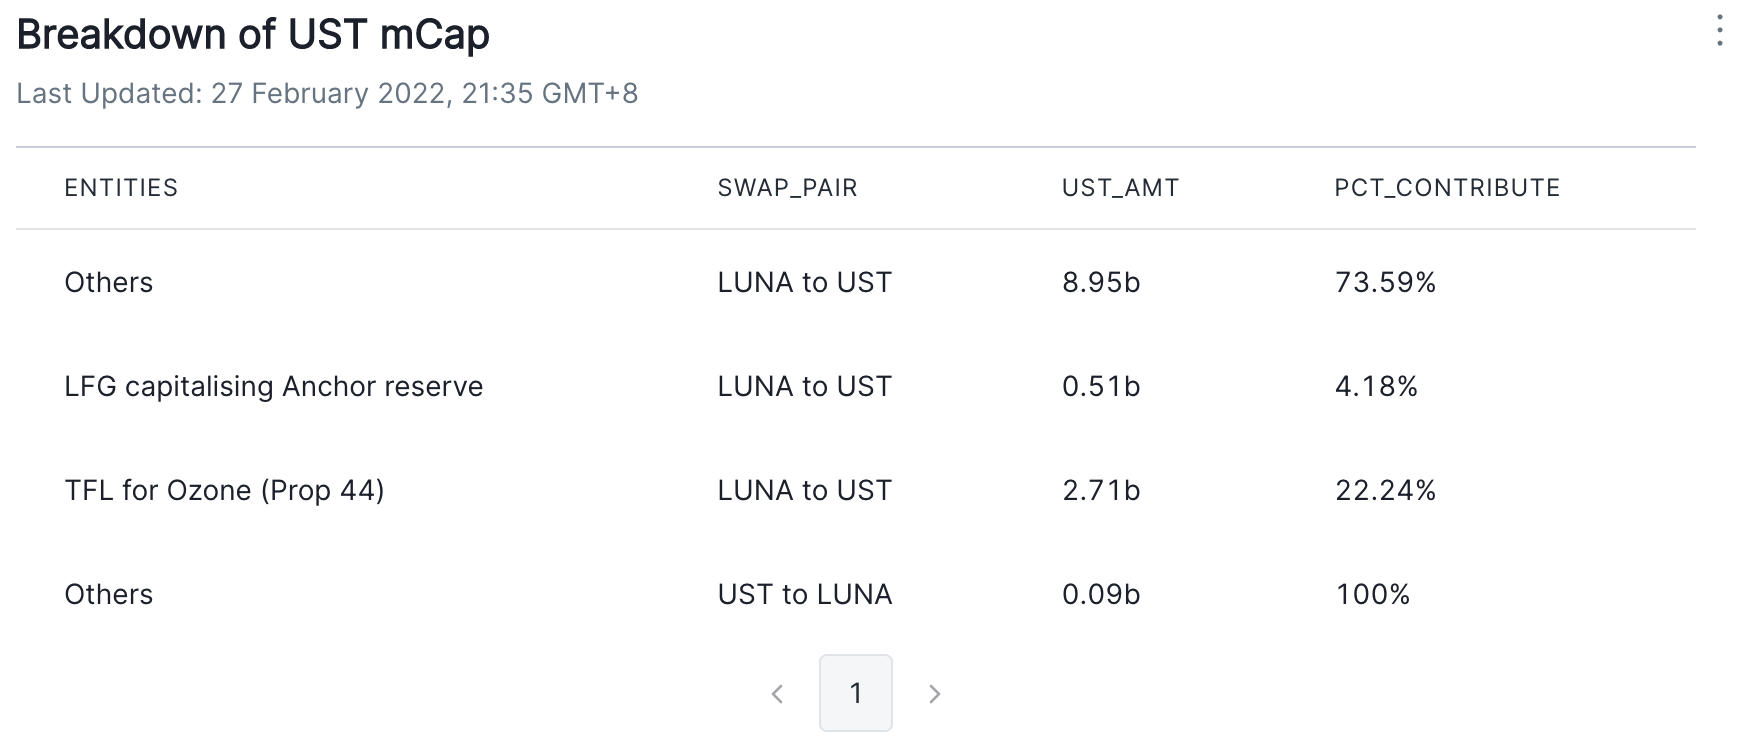 Breakdown of UST mCap
Last Updated: 27 February 2022, 21:35 GMT+8
ENTITIES SWAP_PAIR UST_AMT PCT_CONTRIBUTE
Others LUNA to UST 8.95b 73.59%
LFG capitalising Anchor reserve LUNA to UST 0.51b 4.18%
TFL for Ozone (Prop 44) LUNA to UST 2.71b 22.24%
Others UST to LUNA 0.09b 100%
1